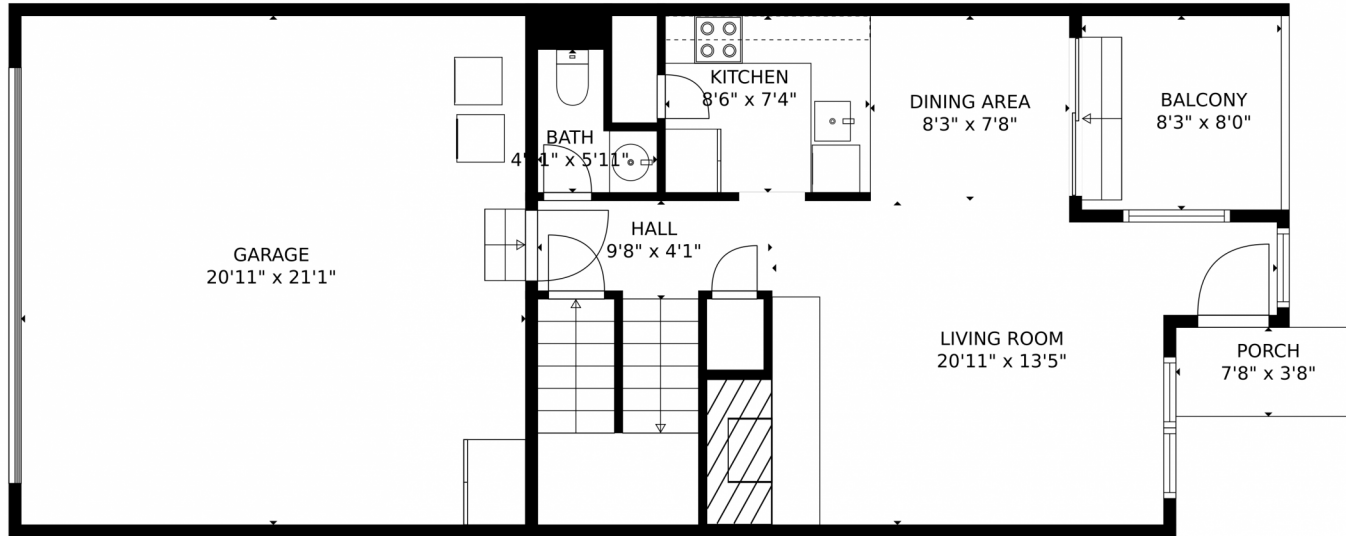 KITCHEN
8'6" x 7'4"
DINING AREA
8'3" x 7'8"
BALCONY
8'3" x 8'0"
BATH
x 5'11"
HALL
9'8" x 4'1"
GARAGE
20'11" x 21'1"
LIVING ROOM
20'11" x 13'5"
PORCH
7'8" x 3'8"